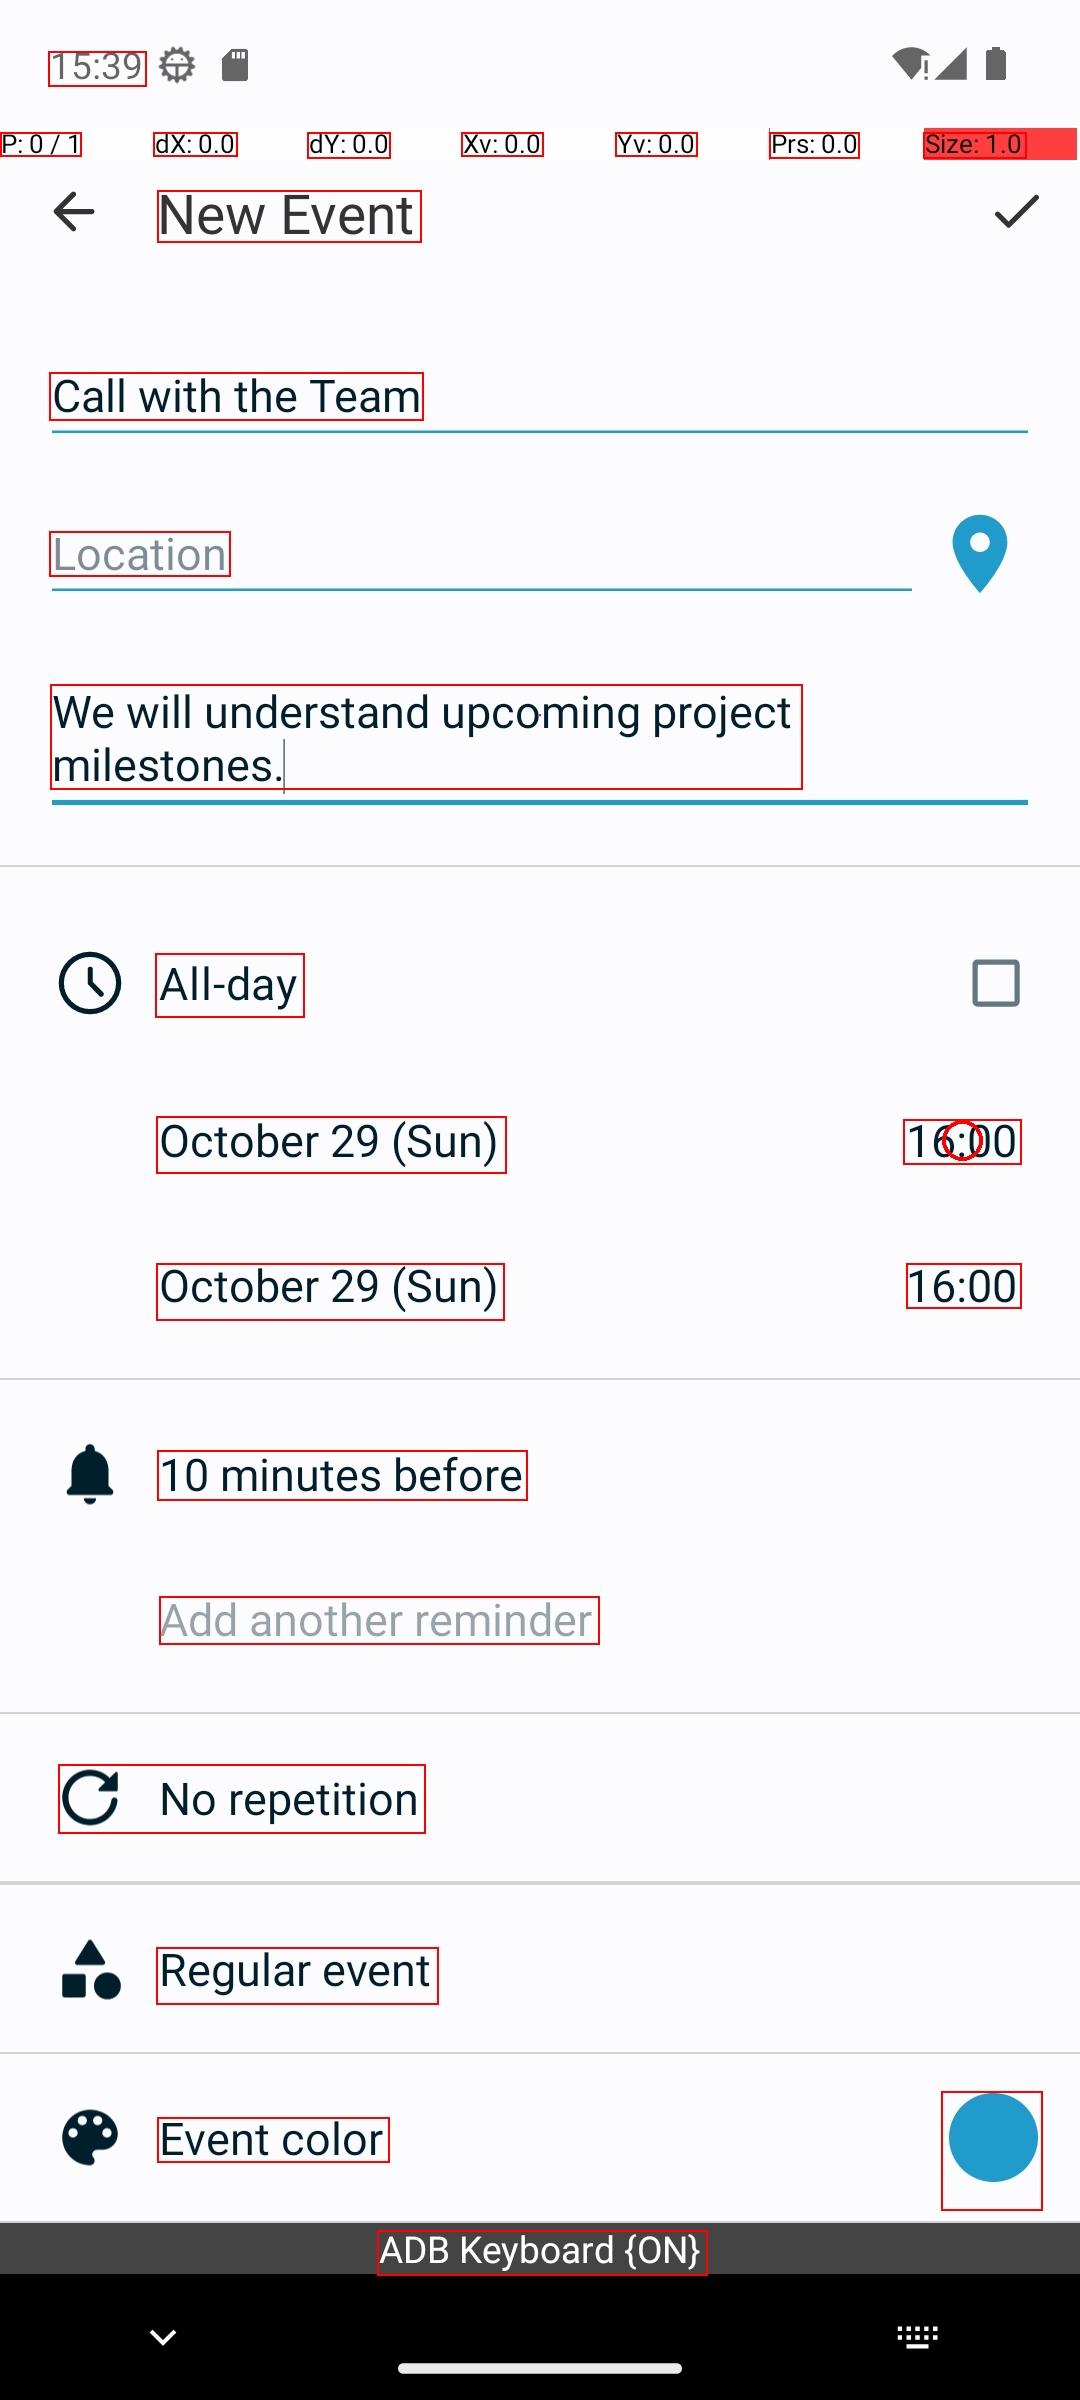 15:39
P: 0 / 1 dX: 0.0 dY: 0.0 Xv: 0.0 Yv: 0.0 Prs: 0.0 Size: 1.0
New Event
Call with the Team
Location
We will understand upcoming project
milestones.
All-day
October 29 (Sun) 16:00
October 29 (Sun) 16:00
10 minutes before
Add another reminder
No repetition
Regular event
Event color
ADB Keyboard {ON}